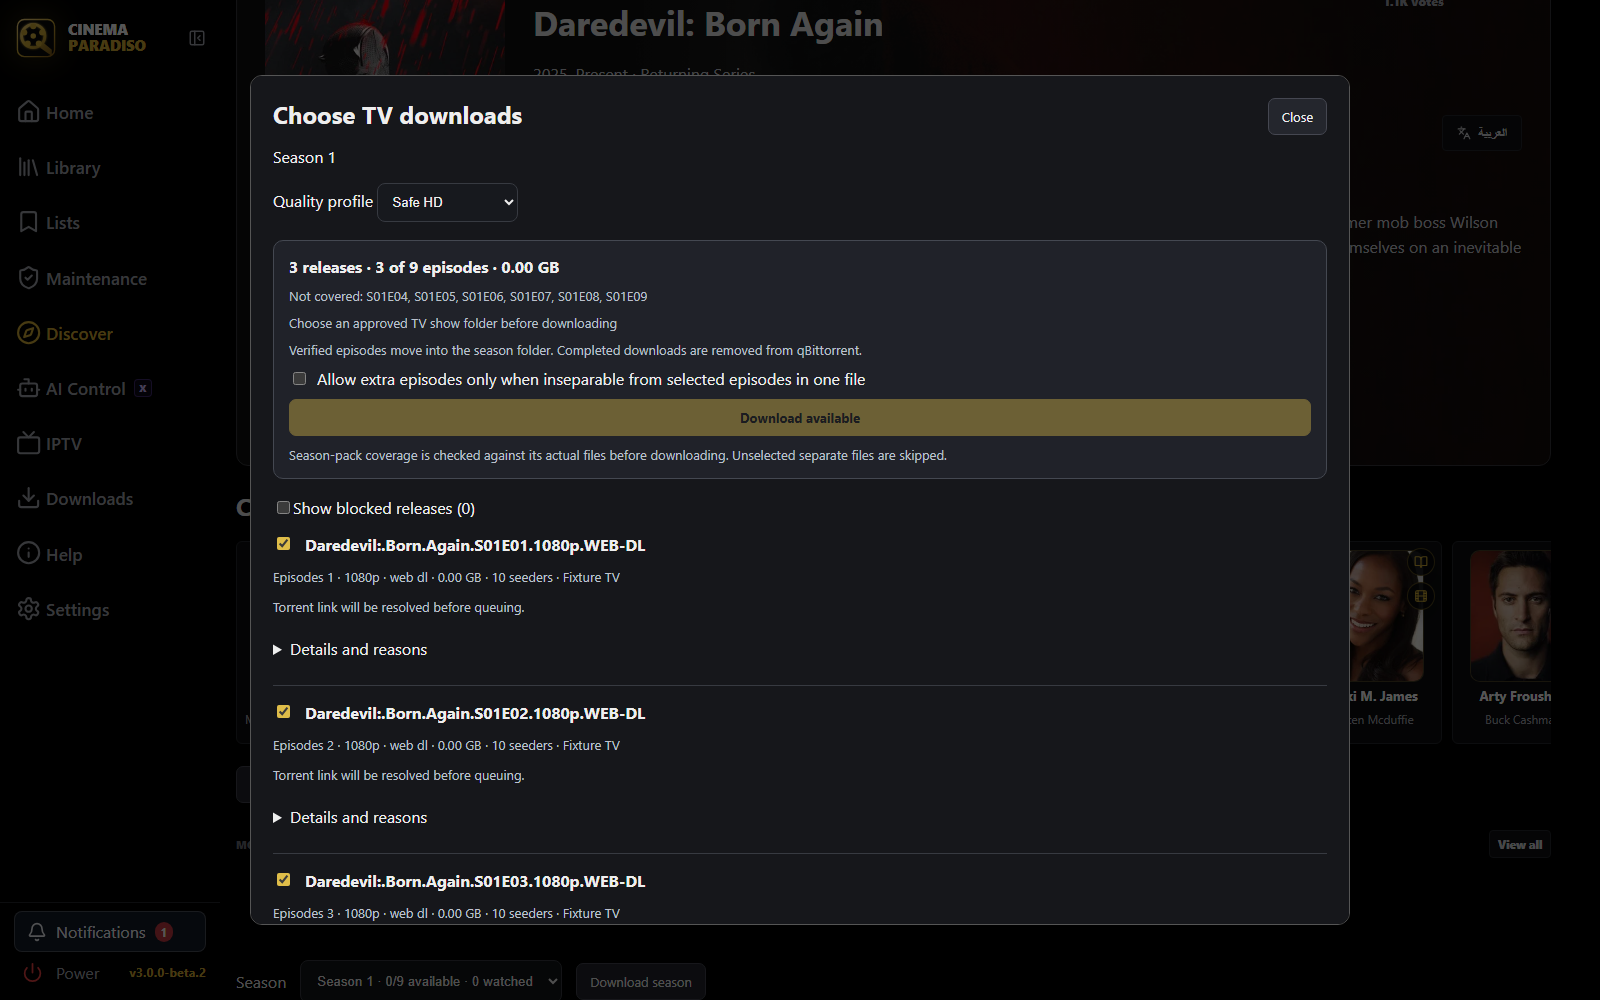 CINEMA
PARADISO
Home
Library
Lists
Maintenance
Discover
AI Control x
IPTV
Downloads
Help
Settings
Notifications 1
Power v3.0.0-beta.2
1.1K votes
Daredevil: Born Again
2025-Present · Returning Series
العربية
mer mob boss Wilson
mselves on an inevitable
Choose TV downloads
Close
Season 1
Quality profile Safe HD
3 releases · 3 of 9 episodes · 0.00 GB
Not covered: S01E04, S01E05, S01E06, S01E07, S01E08, S01E09
Choose an approved TV show folder before downloading
Verified episodes move into the season folder. Completed downloads are removed from qBittorrent.
Allow extra episodes only when inseparable from selected episodes in one file
Download available
Season-pack coverage is checked against its actual files before downloading. Unselected separate files are skipped.
Show blocked releases (0)
Daredevil:.Born.Again.S01E01.1080p.WEB-DL
Episodes 1 · 1080p · web dl · 0.00 GB · 10 seeders · Fixture TV
Torrent link will be resolved before queuing.
Details and reasons
Daredevil:.Born.Again.S01E02.1080p.WEB-DL
Episodes 2 · 1080p · web dl · 0.00 GB · 10 seeders · Fixture TV
Torrent link will be resolved before queuing.
Details and reasons
Daredevil:.Born.Again.S01E03.1080p.WEB-DL
Episodes 3 · 1080p · web dl · 0.00 GB · 10 seeders · Fixture TV
ki M. James
en Mcduffie
Arty Froush
Buck Cashma
View all
Season Season 1 · 0/9 available · 0 watched Download season